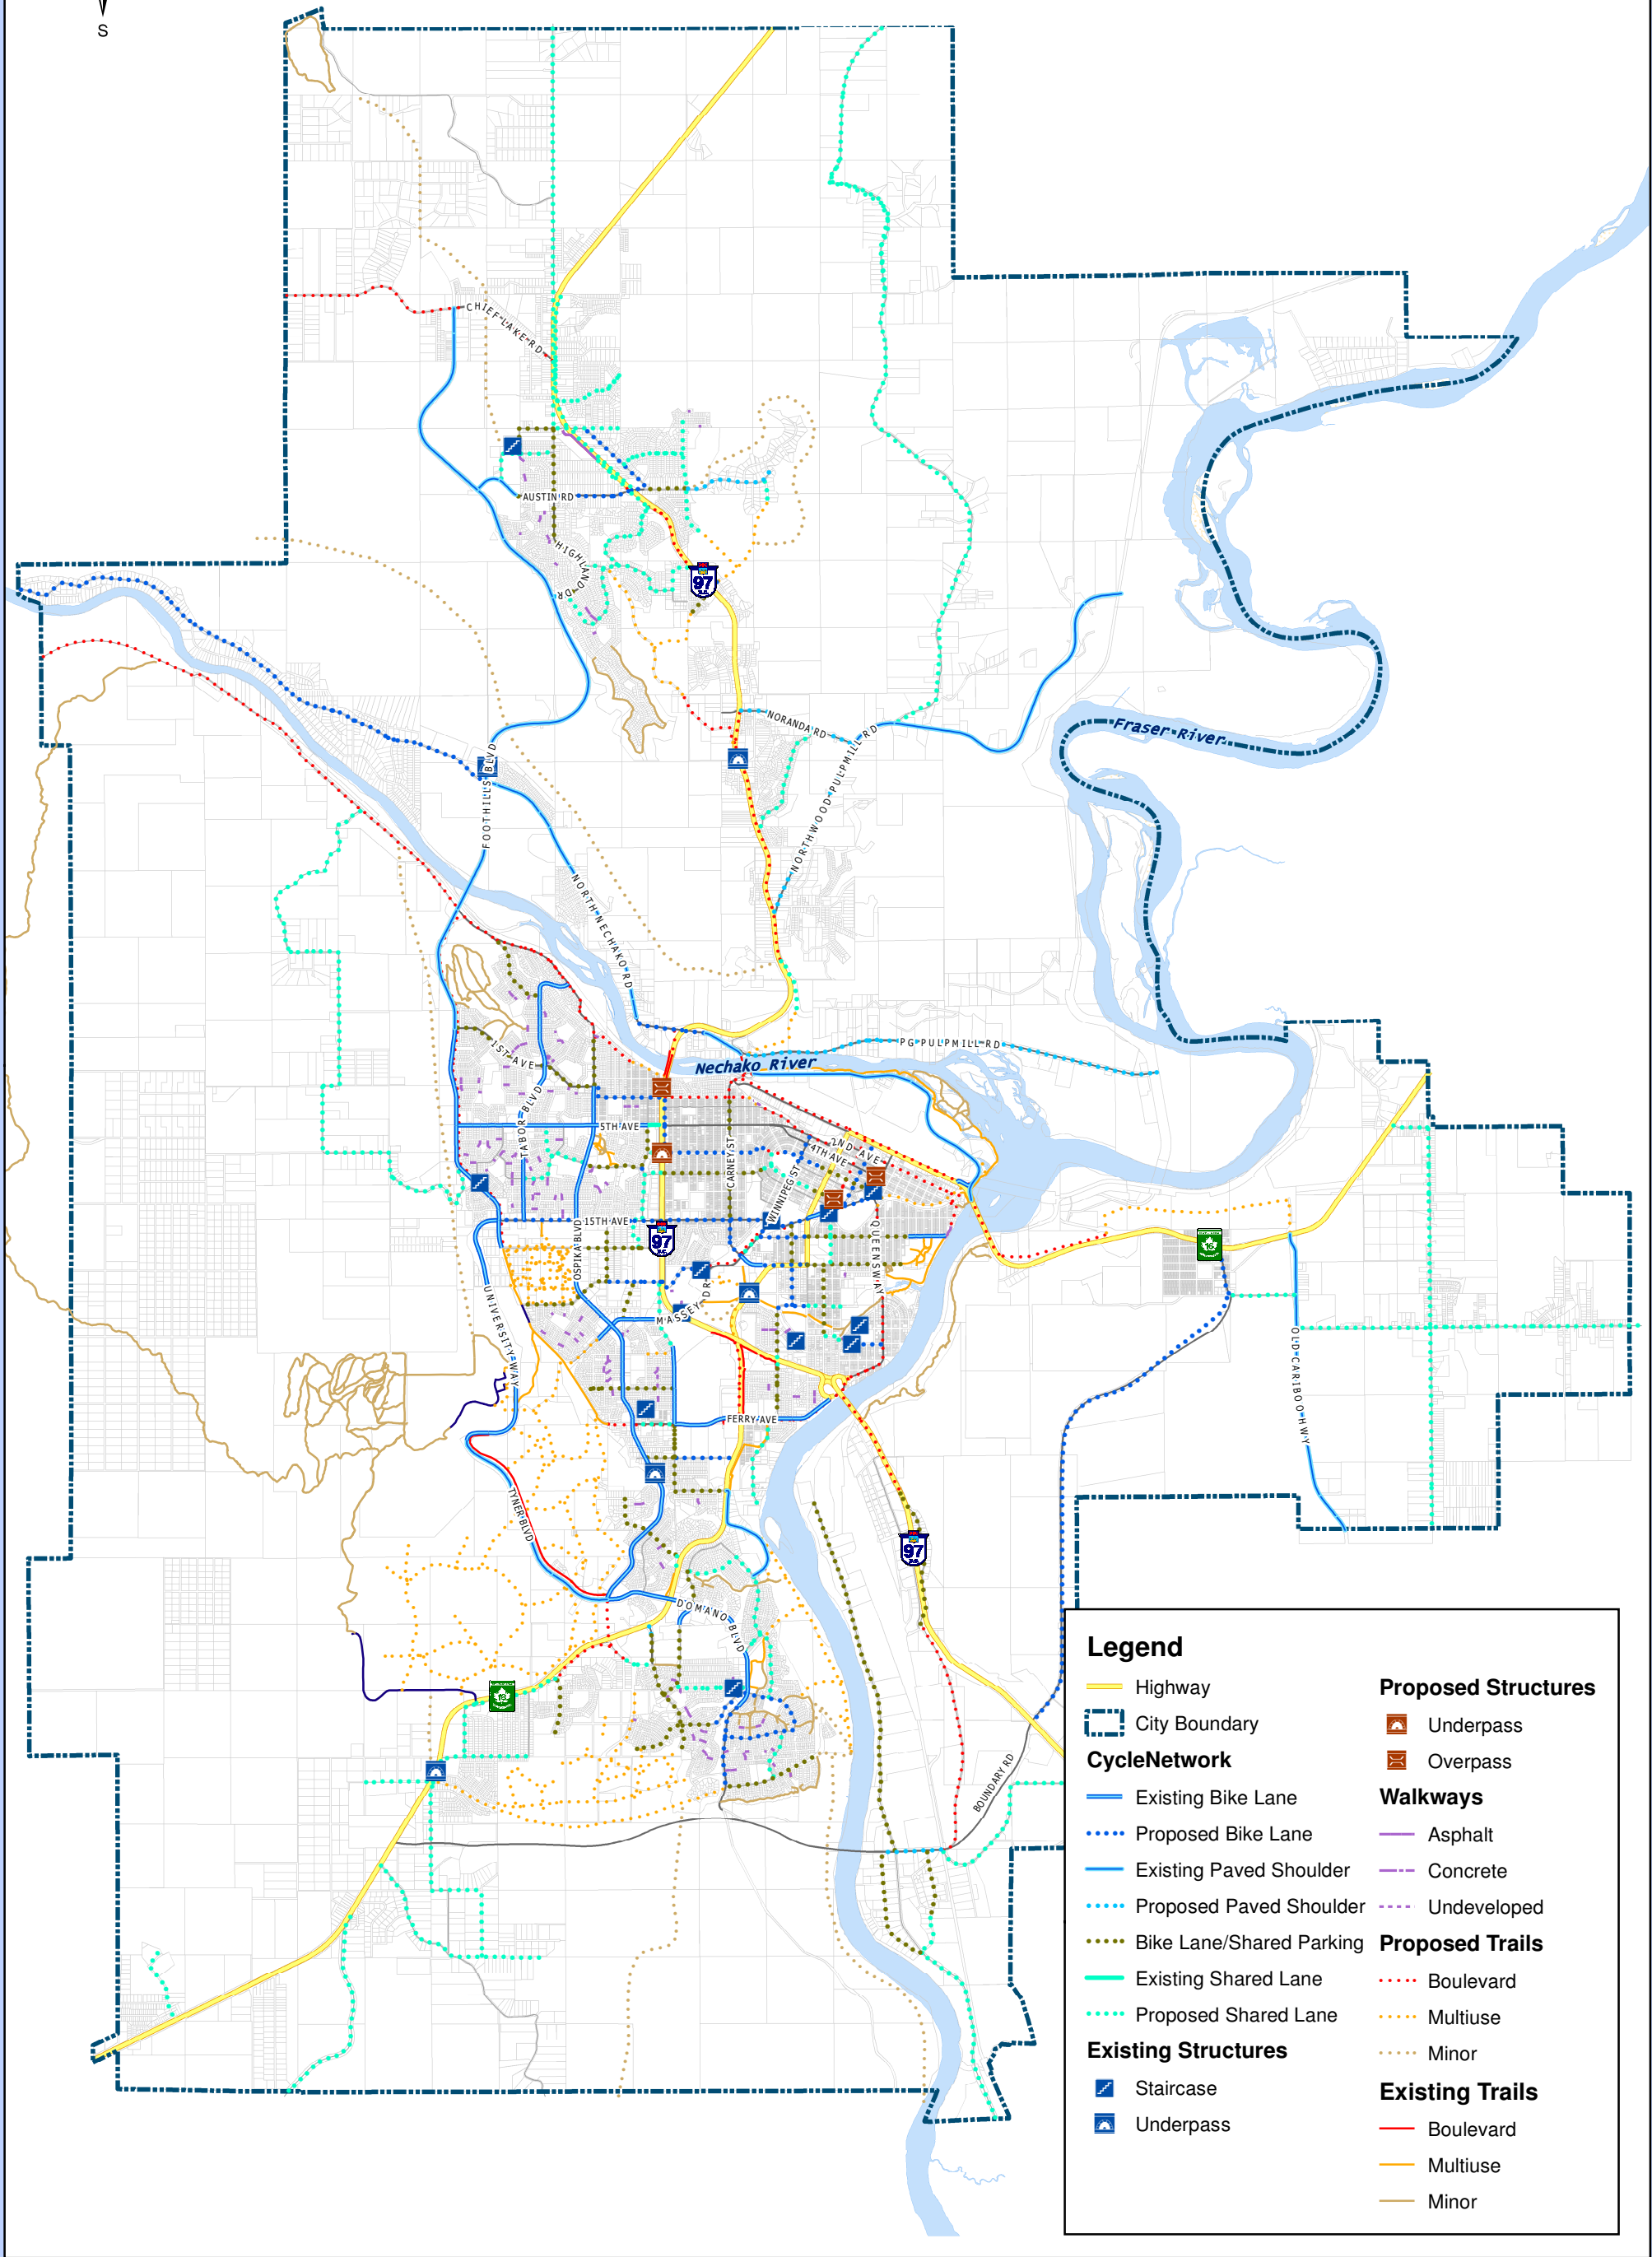 S
CHIEF LAKE RD
AUSTIN RD
HIGHLAND DR
97
NORANDA RD
NORTHWOOD PULPMILL RD
Fraser River
FOOTHILLS BLVD
NORTH NECHAKO RD
PG PULPMILL RD
Nechako River
1ST AVE
TABOR BLVD
5TH AVE
CARNEY ST
2ND AVE
4TH AVE
WINNIPEG ST
15TH AVE
OSPIKA BLVD
97
QUEENSWAY
16
UNIVERSITY WAY
MASSEY DR
OLD CARIBOO HWY
FERRY AVE
TYNER BLVD
97
DOMANO BLVD
16
BOUNDARY RD
Legend
Highway
City Boundary
CycleNetwork
Existing Bike Lane
Proposed Bike Lane
Existing Paved Shoulder
Proposed Paved Shoulder
Bike Lane/Shared Parking
Existing Shared Lane
Proposed Shared Lane
Existing Structures
Staircase
Underpass
Proposed Structures
Underpass
Overpass
Walkways
Asphalt
Concrete
Undeveloped
Proposed Trails
Boulevard
Multiuse
Minor
Existing Trails
Boulevard
Multiuse
Minor